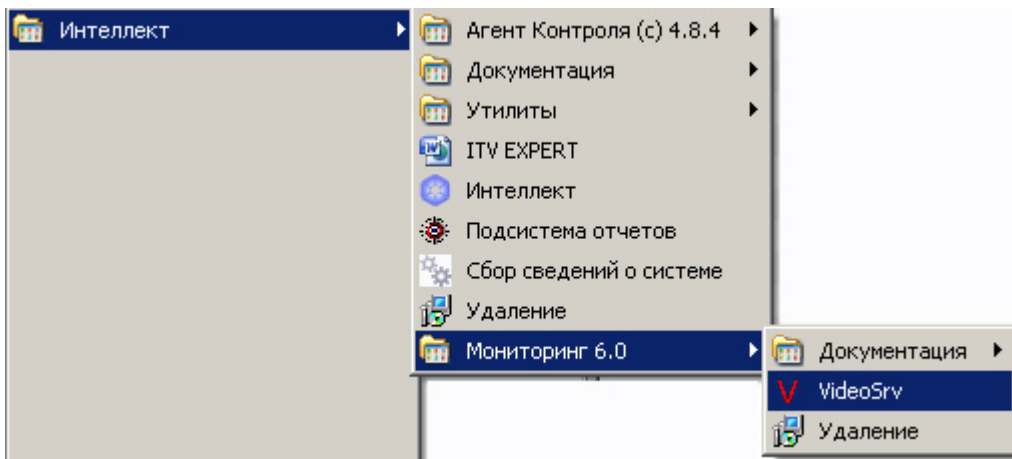 Интеллект
Агент Контроля (c) 4.8.4
Документация
Утилиты
ITV EXPERT
Интеллект
Подсистема отчетов
Сбор сведений о системе
Удаление
Мониторинг 6.0
Документация
VideoSrv
Удаление